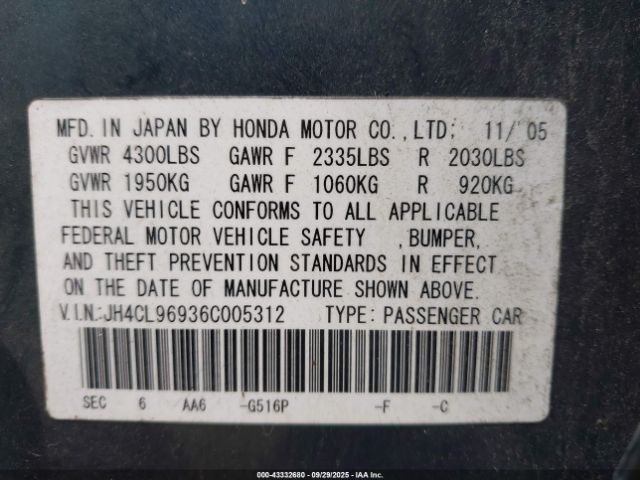 MFD. IN JAPAN BY HONDA MOTOR CO.,LTD; 11/'05
GVWR 4300LBS GAWR F 2335LBS R 2030LBS
GVWR 1950KG GAWR F 1060KG R 920KG
THIS VEHICLE CONFORMS TO ALL APPLICABLE
FEDERAL MOTOR VEHICLE SAFETY ,BUMPER,
AND THEFT PREVENTION STANDARDS IN EFFECT
ON THE DATE OF MANUFACTURE SHOWN ABOVE.
V.I.N:JH4CL96936C005312 TYPE: PASSENGER CAR
SEC 6 AA6 -G516P -F -C
000-43332680 - 09/29/2025 - IAAI Inc.